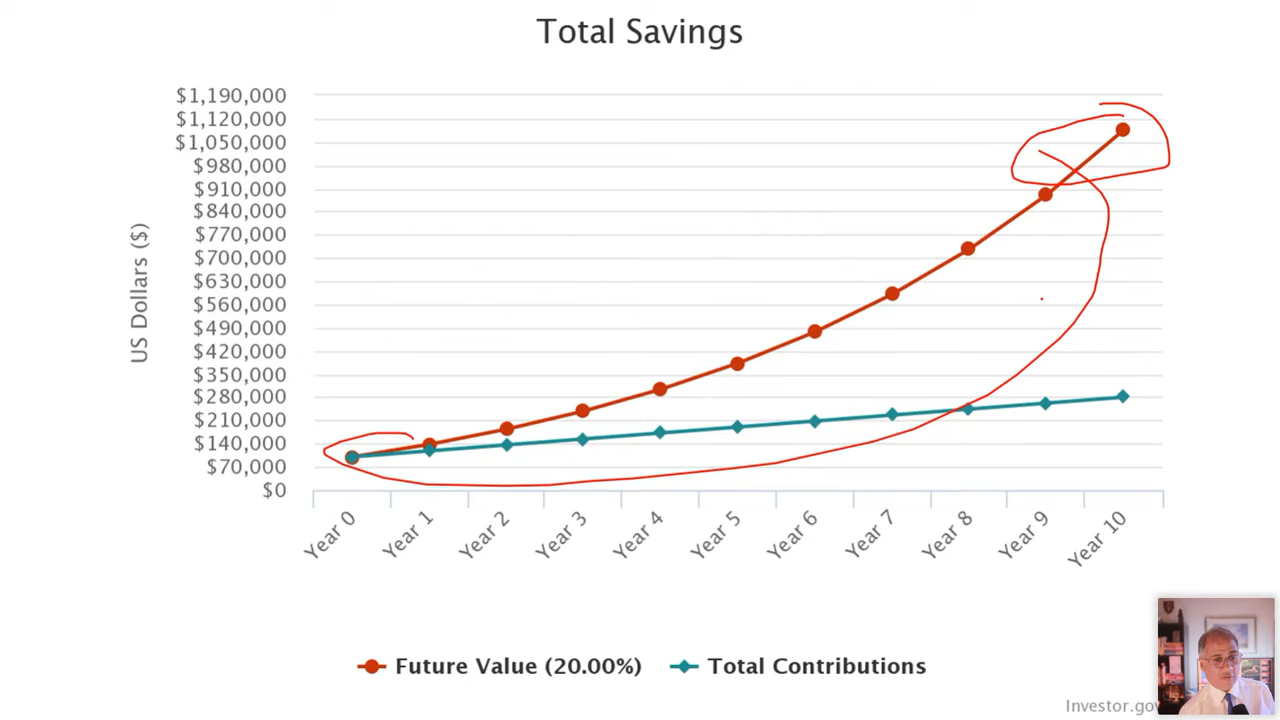 Total Savings
US Dollars ($)
$1,190,000
$1,120,000
$1,050,000
$980,000
$910,000
$840,000
$770,000
$700,000
$630,000
$560,000
$490,000
$420,000
$350,000
$280,000
$210,000
$140,000
$70,000
$0
Year 0
Year 1
Year 2
Year 3
Year 4
Year 5
Year 6
Year 7
Year 8
Year 9
Year 10
Future Value (20.00%)
Total Contributions
Investor.gov